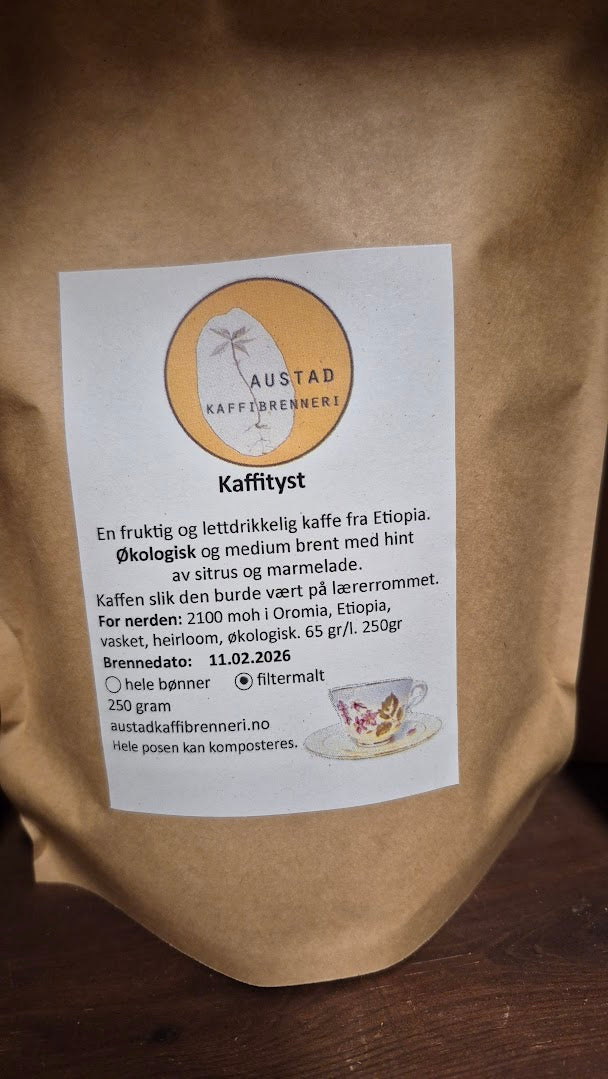 AUSTAD
KAFFIBRENNERI
Kaffityst
En fruktig og lettdrikkelig kaffe fra Etiopia.
Økologisk og medium brent med hint
av sitrus og marmelade.
Kaffen slik den burde vært på lærerrommet.
For nerden: 2100 moh i Oromia, Etiopia,
vasket, heirloom, økologisk. 65 gr/l. 250gr
Brennedato: 11.02.2026
hele bønner filtermalt
250 gram
austadkaffibrenneri.no
Hele posen kan komposteres.